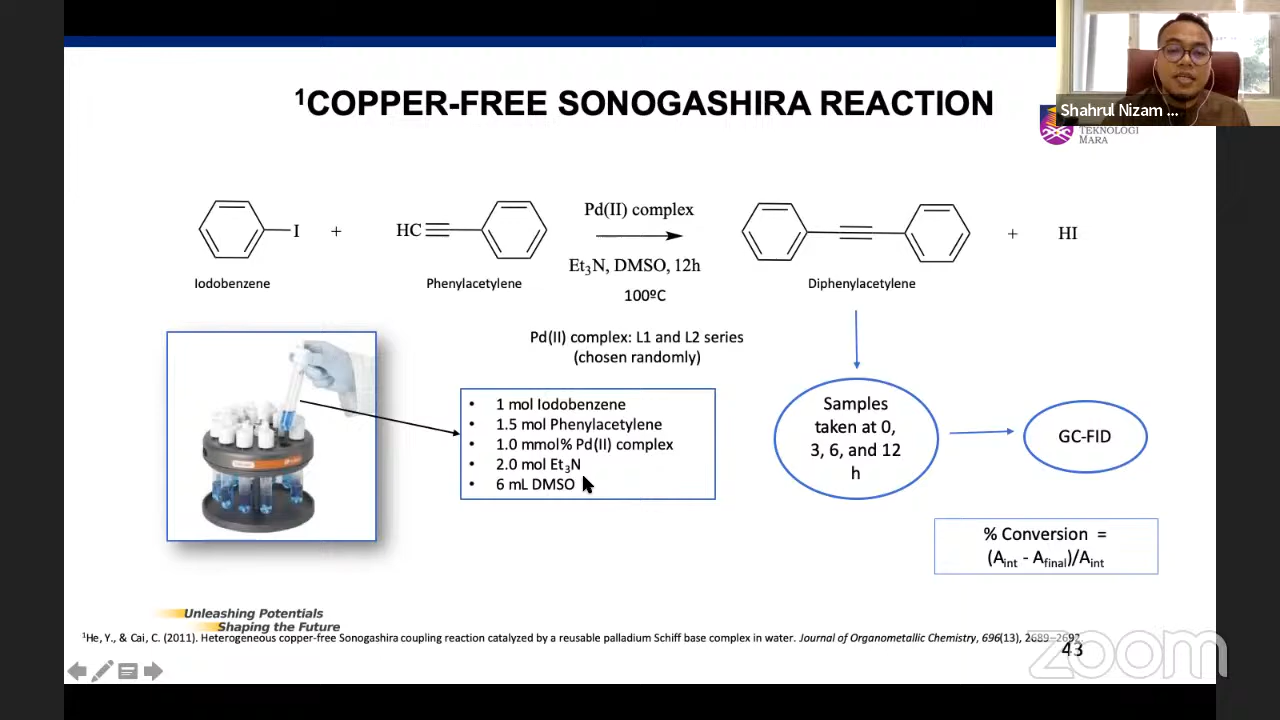 ¹COPPER-FREE SONOGASHIRA REACTION
Shahrul Nizam ...
TEKNOLOGI
MARA
I
+
HC
Pd(II) complex
Et₃N, DMSO, 12h
100ºC
+
HI
Iodobenzene
Phenylacetylene
Diphenylacetylene
Pd(II) complex: L1 and L2 series
(chosen randomly)
• 1 mol Iodobenzene
• 1.5 mol Phenylacetylene
• 1.0 mmol% Pd(II) complex
• 2.0 mol Et₃N
• 6 mL DMSO
Samples
taken at 0,
3, 6, and 12
h
GC-FID
% Conversion =
(Aint - Afinal)/Aint
Unleashing Potentials
Shaping the Future
¹He, Y., & Cai, C. (2011). Heterogeneous copper-free Sonogashira coupling reaction catalyzed by a reusable palladium Schiff base complex in water. Journal of Organometallic Chemistry, 696(13), 2689–2692.
43
zoom